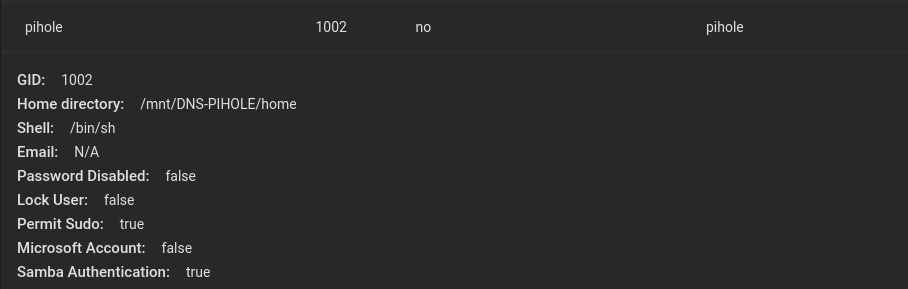 pihole 1002 no pihole
GID: 1002
Home directory: /mnt/DNS-PIHOLE/home
Shell: /bin/sh
Email: N/A
Password Disabled: false
Lock User: false
Permit Sudo: true
Microsoft Account: false
Samba Authentication: true